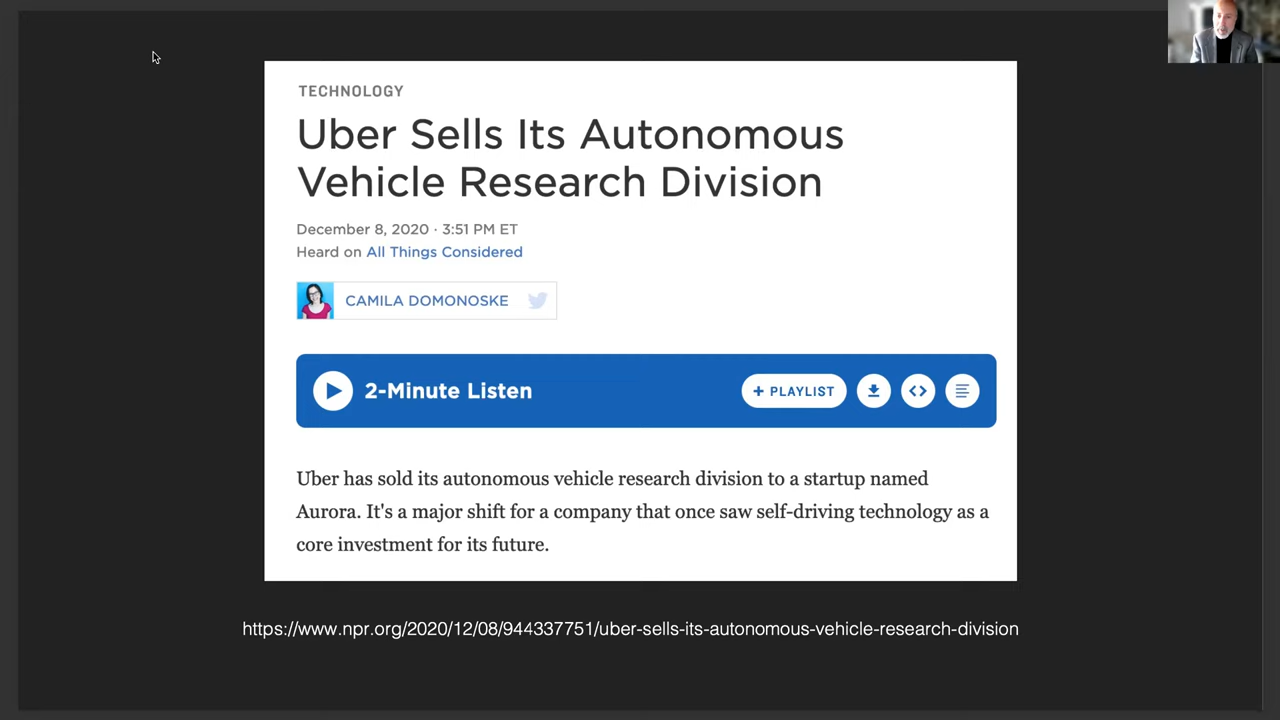 TECHNOLOGY
Uber Sells Its Autonomous
Vehicle Research Division
December 8, 2020 · 3:51 PM ET
Heard on All Things Considered
CAMILA DOMONOSKE
2-Minute Listen
+ PLAYLIST
Uber has sold its autonomous vehicle research division to a startup named
Aurora. It's a major shift for a company that once saw self-driving technology as a
core investment for its future.
https://www.npr.org/2020/12/08/944337751/uber-sells-its-autonomous-vehicle-research-division